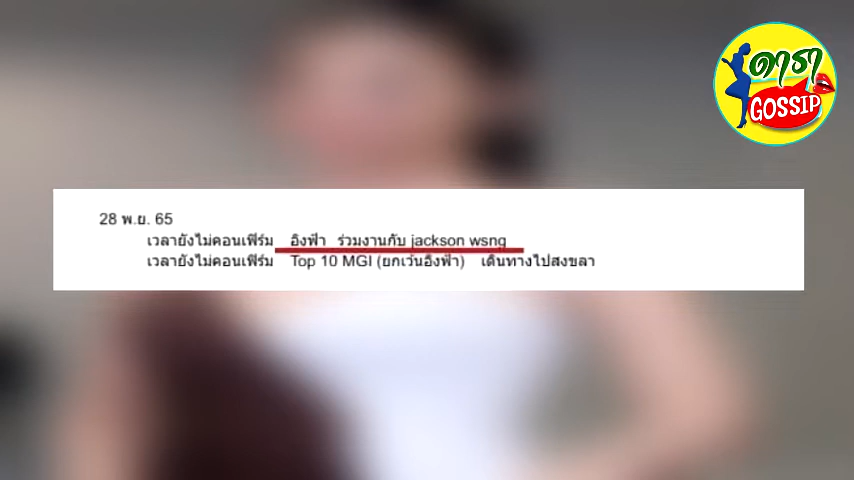 ดารา
GOSSIP
28 พ.ย. 65
เวลายังไม่คอนเฟิร์ม อิงฟ้า ร่วมงานกับ jackson wsng
เวลายังไม่คอนเฟิร์ม Top 10 MGI (ยกเว้นอิงฟ้า) เดินทางไปสงขลา